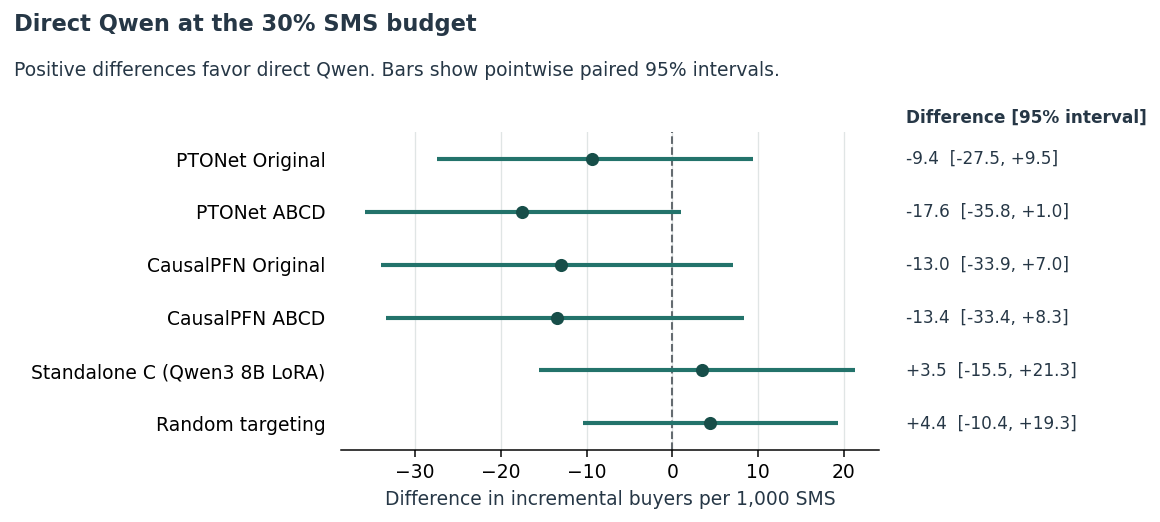 Direct Qwen at the 30% SMS budget
Positive differences favor direct Qwen. Bars show pointwise paired 95% intervals.
Difference [95% interval]
PTONet Original -9.4 [-27.5, +9.5]
PTONet ABCD -17.6 [-35.8, +1.0]
CausalPFN Original -13.0 [-33.9, +7.0]
CausalPFN ABCD -13.4 [-33.4, +8.3]
Standalone C (Qwen3 8B LoRA) +3.5 [-15.5, +21.3]
Random targeting +4.4 [-10.4, +19.3]
−30 −20 −10 0 10 20
Difference in incremental buyers per 1,000 SMS